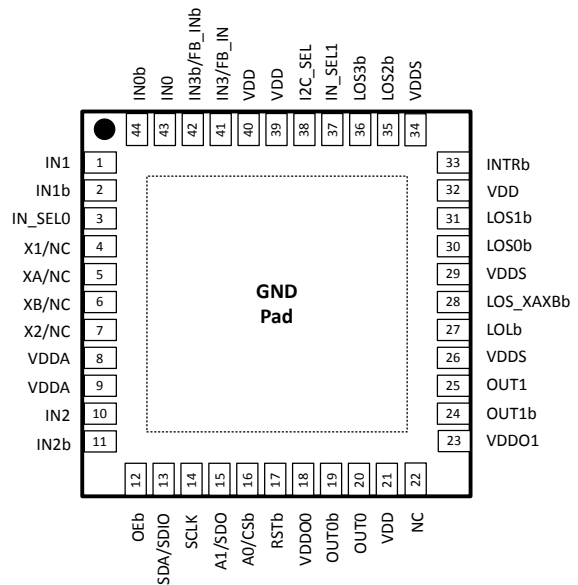 IN0b
IN0
IN3b/FB_INb
IN3/FB_IN
VDD
VDD
I2C_SEL
IN_SEL1
LOS3b
LOS2b
VDDS
44
43
42
41
40
39
38
37
36
35
34
IN1 1
IN1b 2
IN_SEL0 3
X1/NC 4
XA/NC 5
XB/NC 6
X2/NC 7
VDDA 8
VDDA 9
IN2 10
IN2b 11
GND
Pad
33 INTRb
32 VDD
31 LOS1b
30 LOS0b
29 VDDS
28 LOS_XAXBb
27 LOLb
26 VDDS
25 OUT1
24 OUT1b
23 VDDO1
12
13
14
15
16
17
18
19
20
21
22
OEb
SDA/SDIO
SCLK
A1/SDO
A0/CSb
RSTb
VDDO0
OUT0b
OUT0
VDD
NC